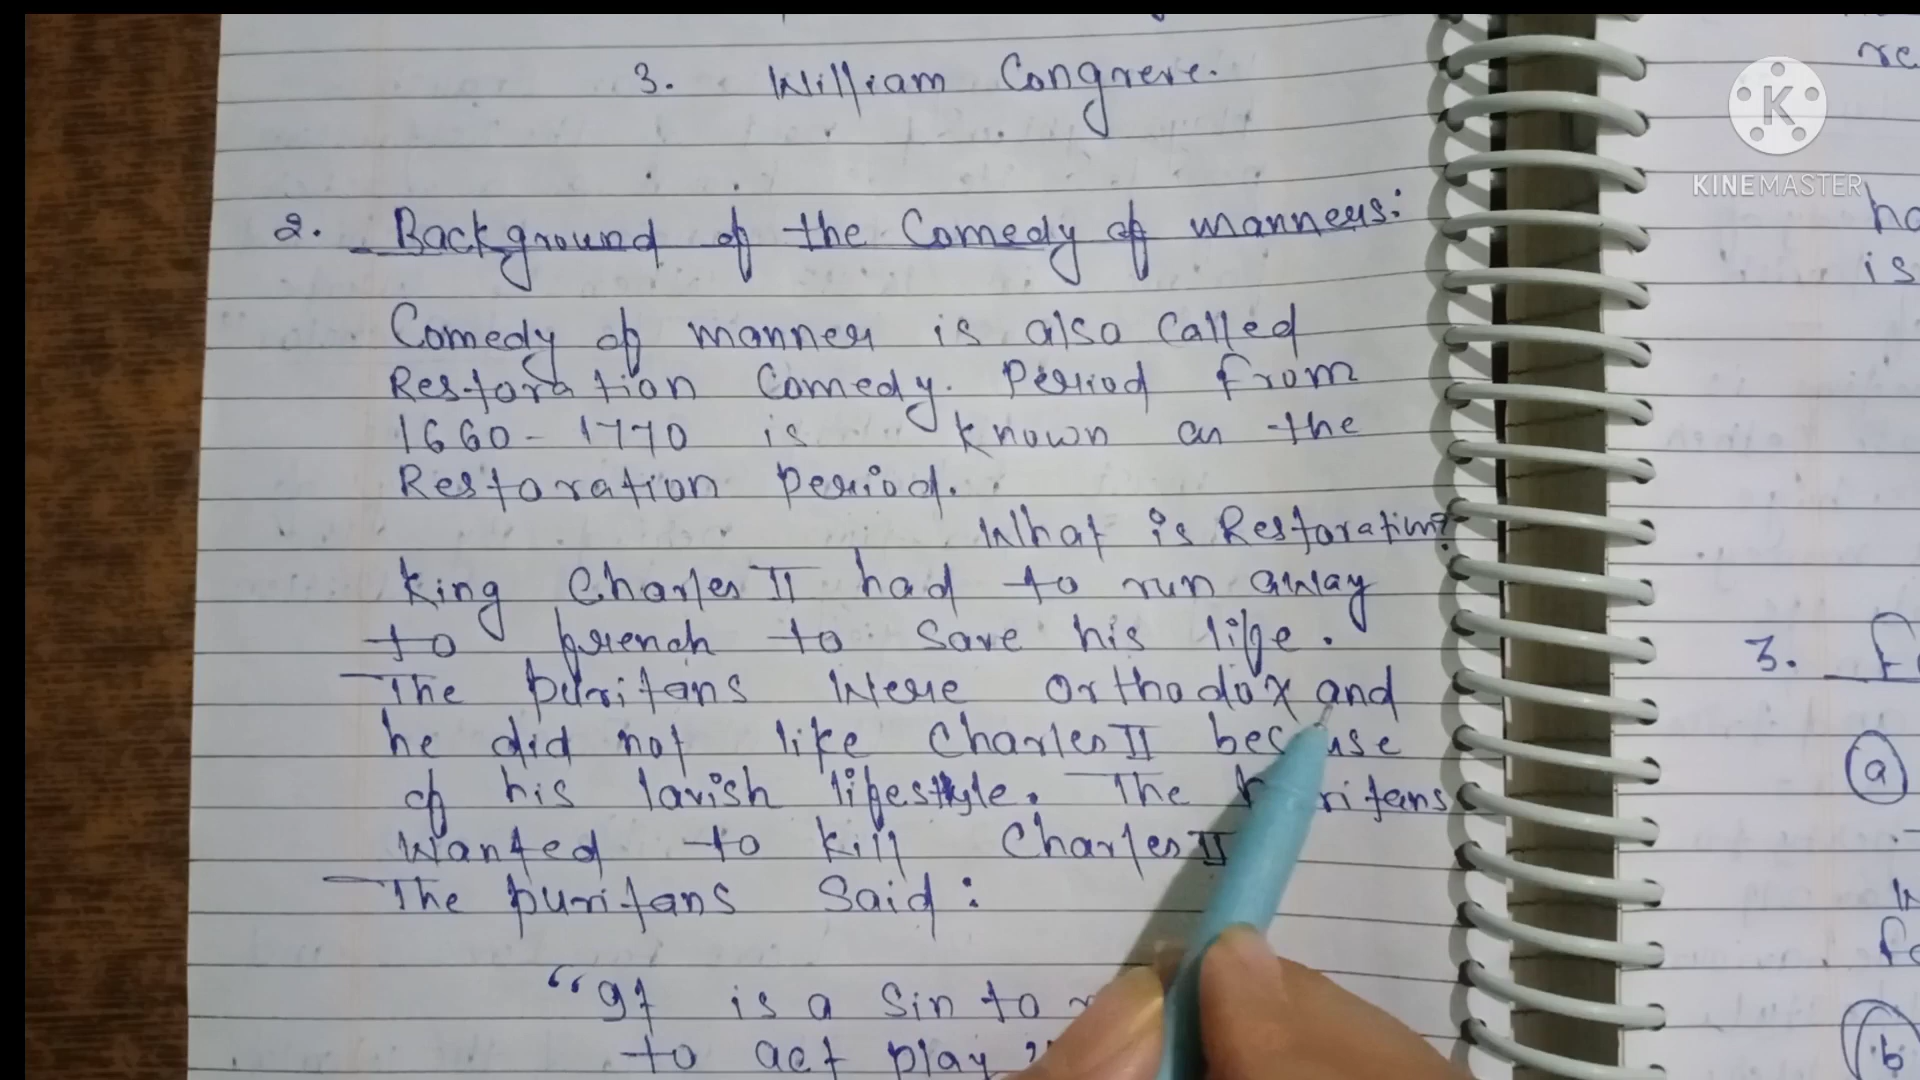 3. William Congreve.
2. Background of the Comedy of manners:
Comedy of manner is also called
Restoration Comedy. Period from
1660-1770 is known as the
Restoration Period.
What is Restoration?
King Charles II had to run away
to french to save his life.
The puritans were orthodox and
he did not like Charles II because
of his lavish lifestyle. The puritans
wanted to kill Charles II
The puritans said:
"It is a sin to
to act play"
re
KINEMASTER
ha
is
3.
a
b